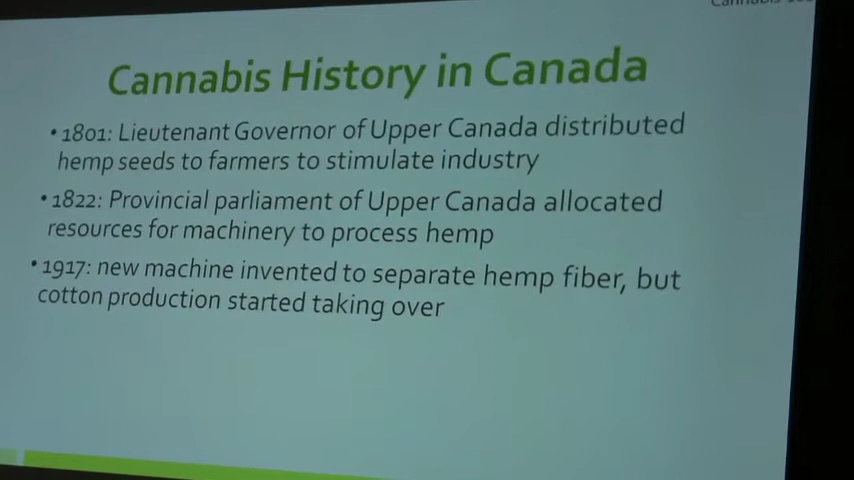 Cannabis History in Canada
• 1801: Lieutenant Governor of Upper Canada distributed
hemp seeds to farmers to stimulate industry
• 1822: Provincial parliament of Upper Canada allocated
resources for machinery to process hemp
• 1917: new machine invented to separate hemp fiber, but
cotton production started taking over